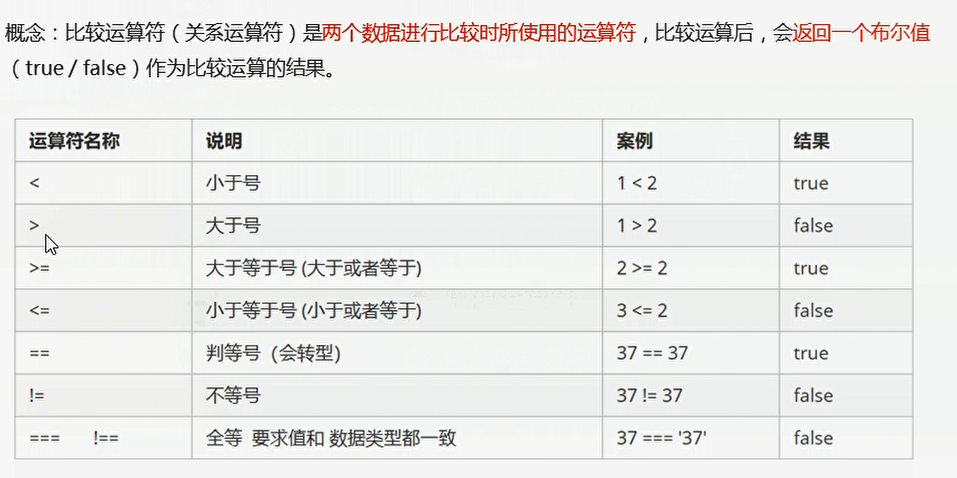 概念：比较运算符（关系运算符）是两个数据进行比较时所使用的运算符，比较运算后，会返回一个布尔值
（true / false）作为比较运算的结果。
运算符名称 说明 案例 结果
< 小于号 1 < 2 true
> 大于号 1 > 2 false
>= 大于等于号 (大于或者等于) 2 >= 2 true
<= 小于等于号 (小于或者等于) 3 <= 2 false
== 判等号（会转型) 37 == 37 true
!= 不等号 37 != 37 false
=== !== 全等 要求值和 数据类型都一致 37 === '37' false